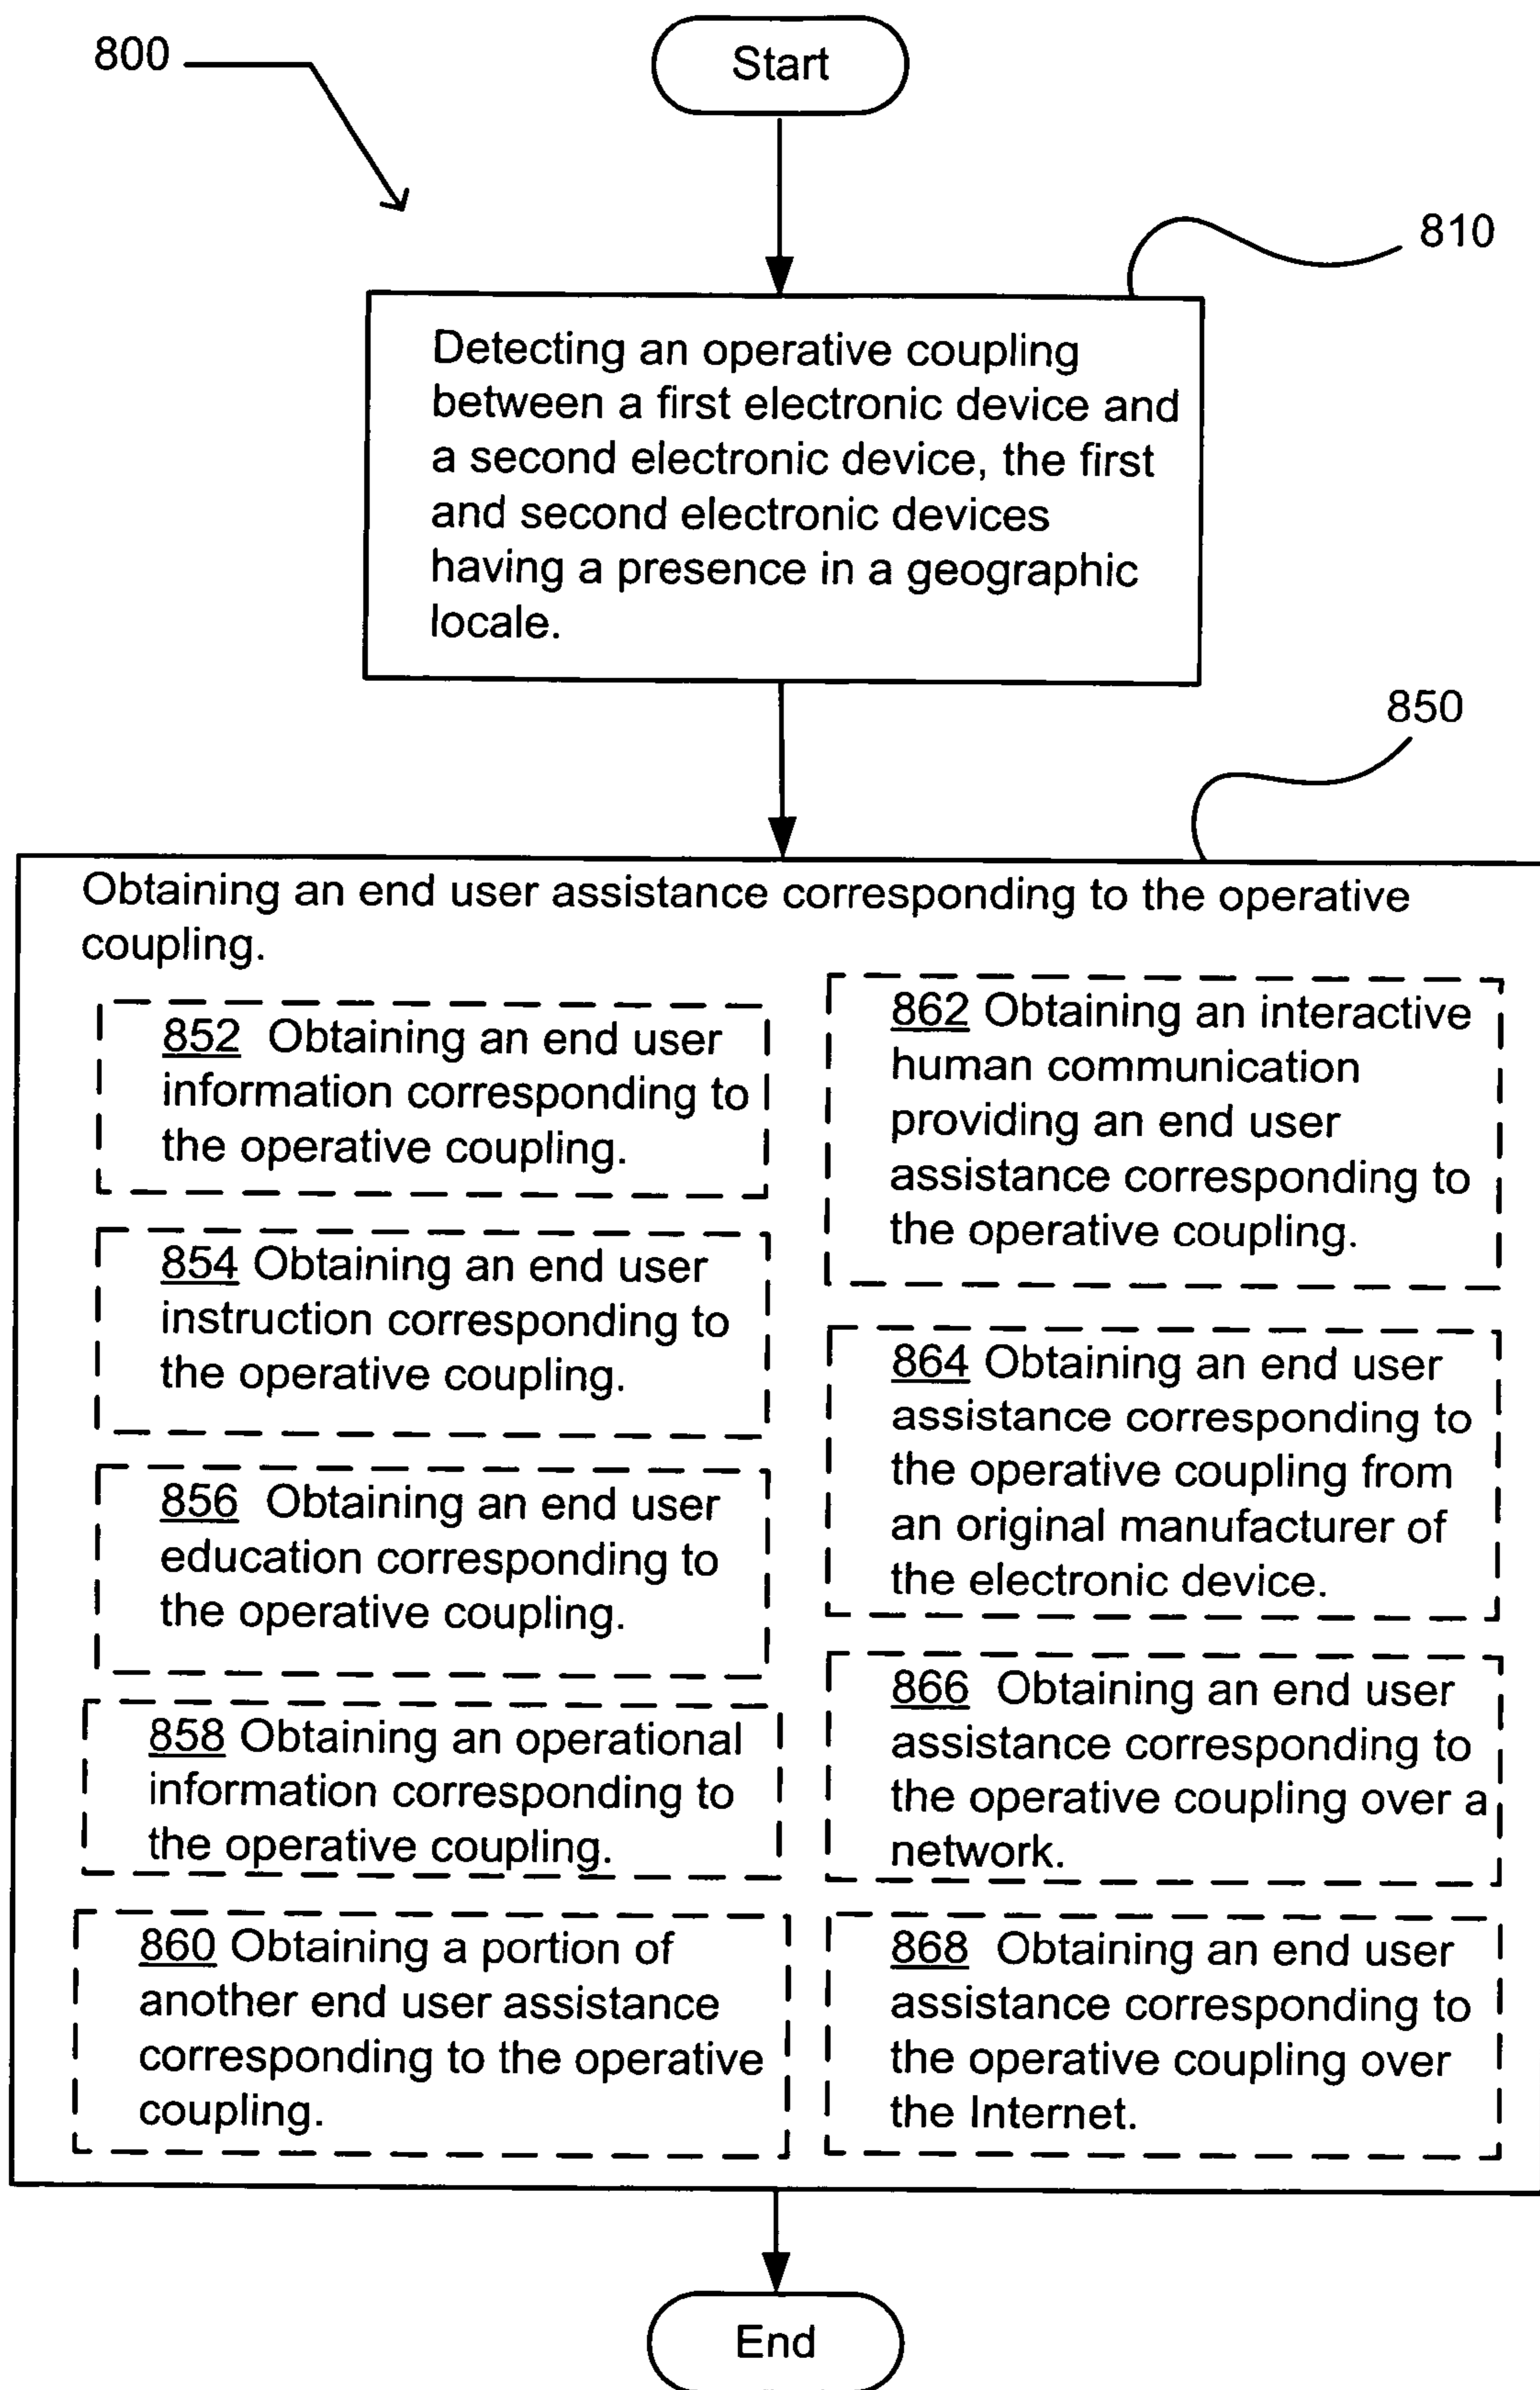 800
Start
810
Detecting an operative coupling
between a first electronic device and
a second electronic device, the first
and second electronic devices
having a presence in a geographic
locale.
850
Obtaining an end user assistance corresponding to the operative
coupling.
852 Obtaining an end user
information corresponding to
the operative coupling.
854 Obtaining an end user
instruction corresponding to
the operative coupling.
856 Obtaining an end user
education corresponding to
the operative coupling.
858 Obtaining an operational
information corresponding to
the operative coupling.
860 Obtaining a portion of
another end user assistance
corresponding to the operative
coupling.
862 Obtaining an interactive
human communication
providing an end user
assistance corresponding to
the operative coupling.
864 Obtaining an end user
assistance corresponding to
the operative coupling from
an original manufacturer of
the electronic device.
866 Obtaining an end user
assistance corresponding to
the operative coupling over a
network.
868 Obtaining an end user
assistance corresponding to
the operative coupling over
the Internet.
End